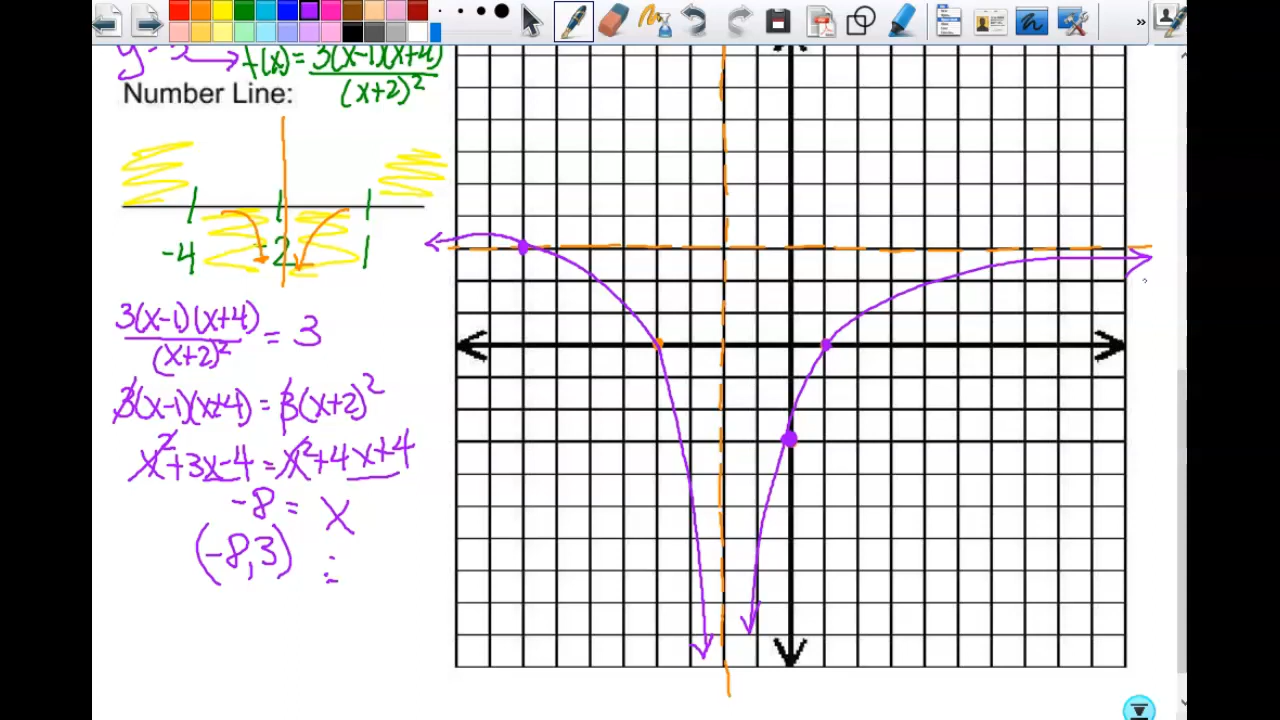 f(x) = 3(x-1)(x+4)
(x+2)²
Number Line:
-4 -2 1
3(x-1)(x+4) = 3
(x+2)²
3(x-1)(x+4) = 3(x+2)²
x²+3x-4 = x²+4x+4
-8 = x
(-8,3)
»